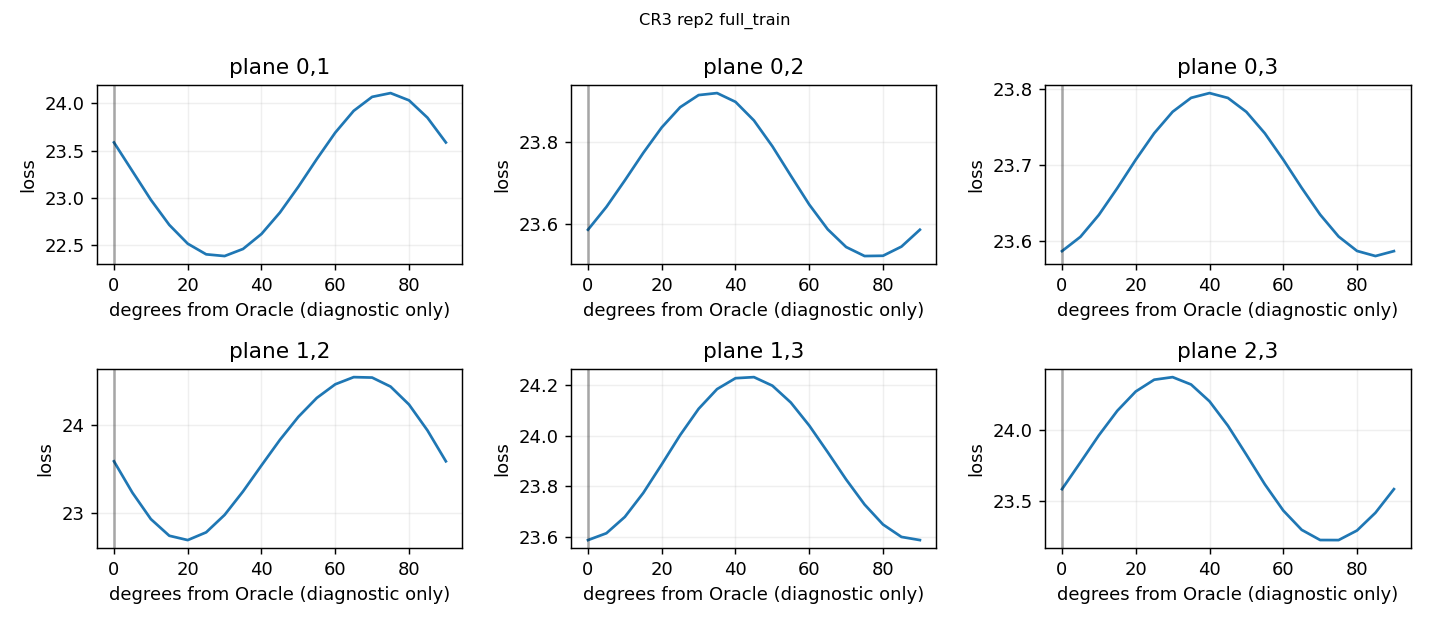 CR3 rep2 full_train
plane 0,1
plane 0,2
plane 0,3
24.0
23.5
23.0
22.5
loss
0 20 40 60 80
degrees from Oracle (diagnostic only)
23.8
23.6
loss
0 20 40 60 80
degrees from Oracle (diagnostic only)
23.8
23.7
23.6
loss
0 20 40 60 80
degrees from Oracle (diagnostic only)
plane 1,2
plane 1,3
plane 2,3
24
23
loss
0 20 40 60 80
degrees from Oracle (diagnostic only)
24.2
24.0
23.8
23.6
loss
0 20 40 60 80
degrees from Oracle (diagnostic only)
24.0
23.5
loss
0 20 40 60 80
degrees from Oracle (diagnostic only)